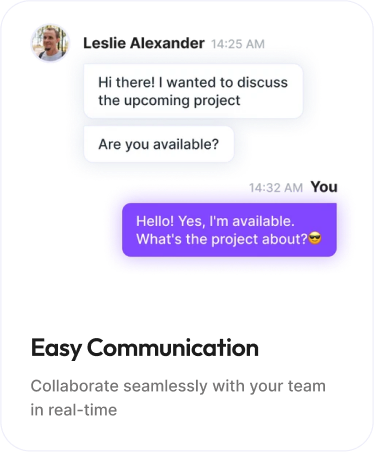 Leslie Alexander 14:25 AM
Hi there! I wanted to discuss
the upcoming project
Are you available?
14:32 AM You
Hello! Yes, I'm available.
What's the project about?😎
Easy Communication
Collaborate seamlessly with your team
in real-time